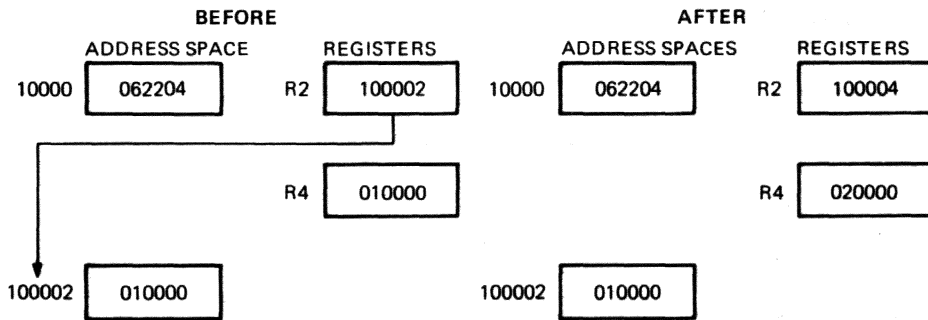 BEFORE AFTER
ADDRESS SPACE REGISTERS ADDRESS SPACES REGISTERS
10000 062204 R2 100002 10000 062204 R2 100004
R4 010000 R4 020000
100002 010000 100002 010000